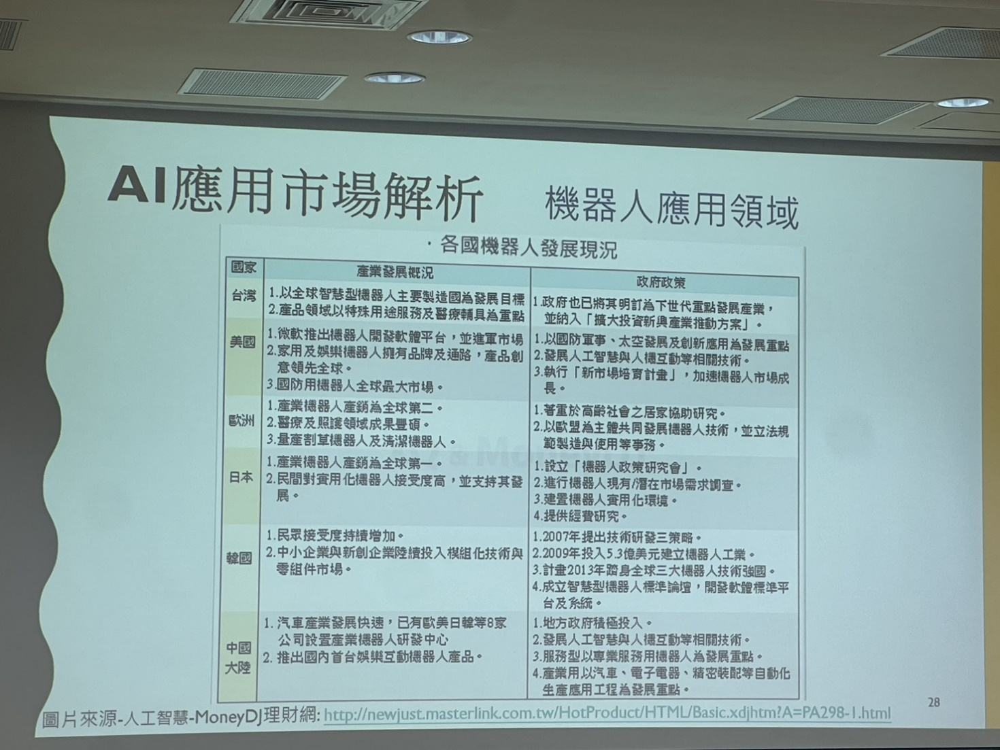 AI應用市場解析
機器人應用領域
・各國機器人發展現況
國家
產業發展概況
政府政策
台灣
1.以全球智慧型機器人主要製造國為發展目標
2.產品領域以特殊用途服務及醫療輔具為重點
1.政府也已將其明訂為下世代重點發展產業，
並納入「擴大投資新興產業推動方案」。
美國
1.微軟推出機器人開發軟體平台，並進軍市場
2.家用及娛樂機器人擁有品牌及通路，產品創
意領先全球。
3.國防用機器人全球最大市場。
1.以國防軍事、太空發展及創新應用為發展重點
2.發展人工智慧與人機互動等相關技術。
3.執行「新市場培育計畫」，加速機器人市場成
長。
歐洲
1.產業機器人產銷為全球第二。
2.醫療及照護領域成果豐碩。
3.量產割草機器人及清潔機器人。
1.著重於高齡社會之居家協助研究。
2.以歐盟為主體共同發展機器人技術，並立法規
範製造與使用等事務。
日本
1.產業機器人產銷為全球第一。
2.民間對實用化機器人接受度高，並支持其發
展。
1.設立「機器人政策研究會」。
2.進行機器人現有/潛在市場需求調查。
3.建置機器人實用化環境。
4.提供經費研究。
韓國
1.民眾接受度持續增加。
2.中小企業與新創企業陸續投入模組化技術與
零組件市場。
1.2007年提出技術研發三策略。
2.2009年投入5.3億美元建立機器人工業。
3.計畫2013年躋身全球三大機器人技術強國。
4.成立智慧型機器人標準論壇，開發軟體標準平
台及系統。
中國
大陸
1. 汽車產業發展快速，已有歐美日韓等8家
公司設置產業機器人研發中心
2. 推出國內首台娛樂互動機器人產品。
1.地方政府積極投入。
2.發展人工智慧與人機互動等相關技術。
3.服務型以專業服務用機器人為發展重點。
4.產業用以汽車、電子電器、精密裝配等自動化
生產應用工程為發展重點。
28
圖片來源-人工智慧-MoneyDJ理財網: http://newjust.masterlink.com.tw/HotProduct/HTML/Basic.xdjhtm?A=PA298-1.html